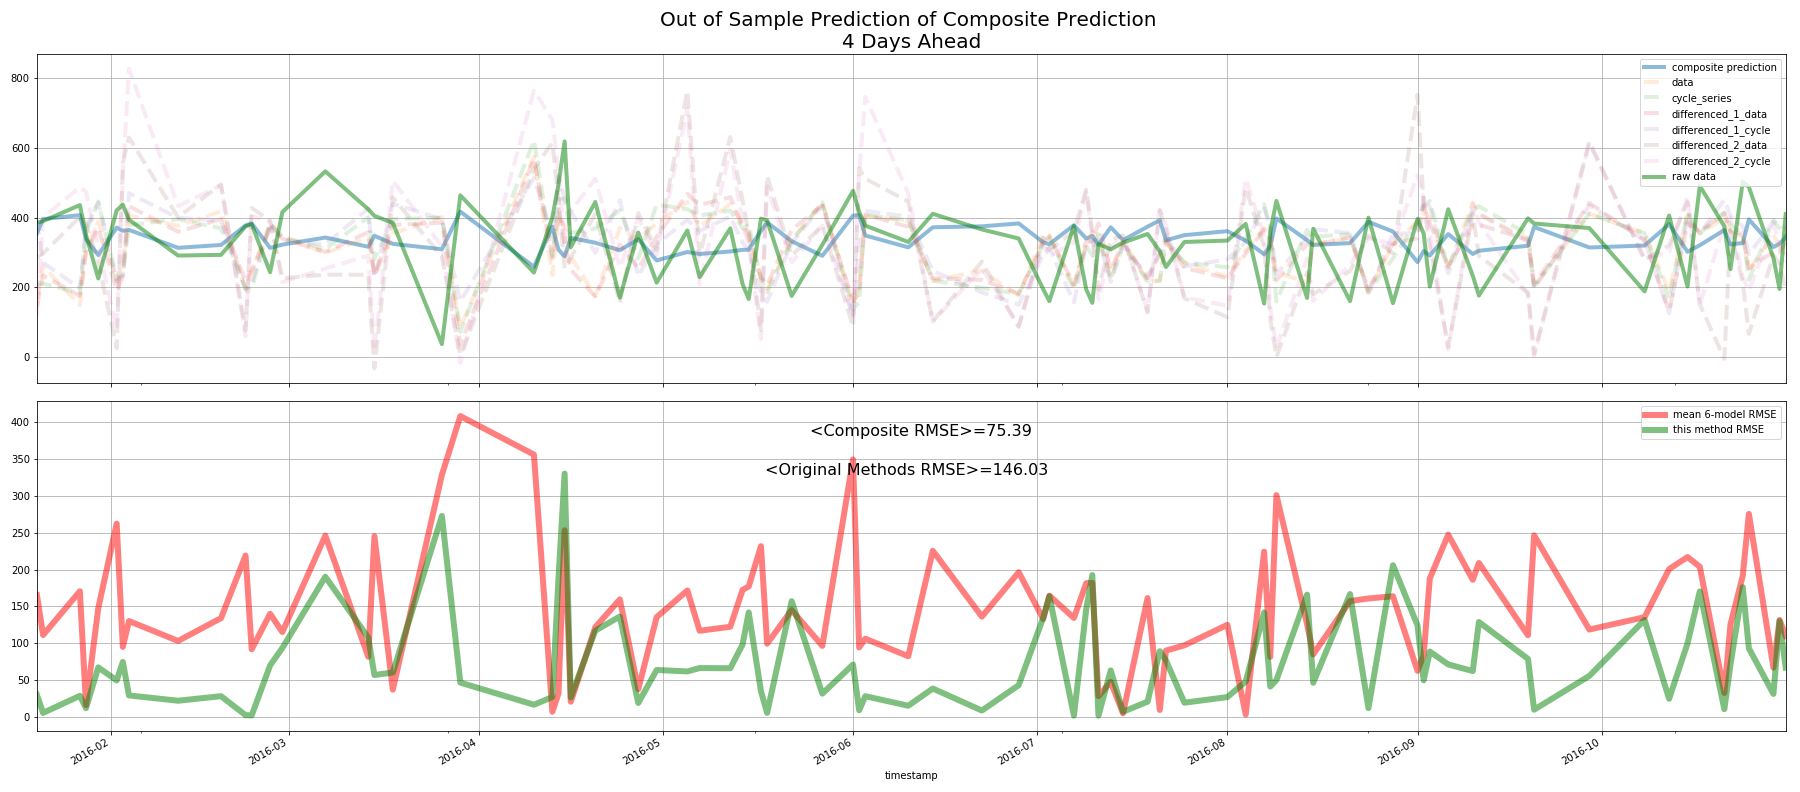 Out of Sample Prediction of Composite Prediction
4 Days Ahead
800
600
400
200
0
composite prediction
data
cycle_series
differenced_1_data
differenced_1_cycle
differenced_2_data
differenced_2_cycle
raw data
400
350
300
250
200
150
100
50
0
<Composite RMSE>=75.39
<Original Methods RMSE>=146.03
mean 6-model RMSE
this method RMSE
2016-02
2016-03
2016-04
2016-05
2016-06
2016-07
2016-08
2016-09
2016-10
timestamp